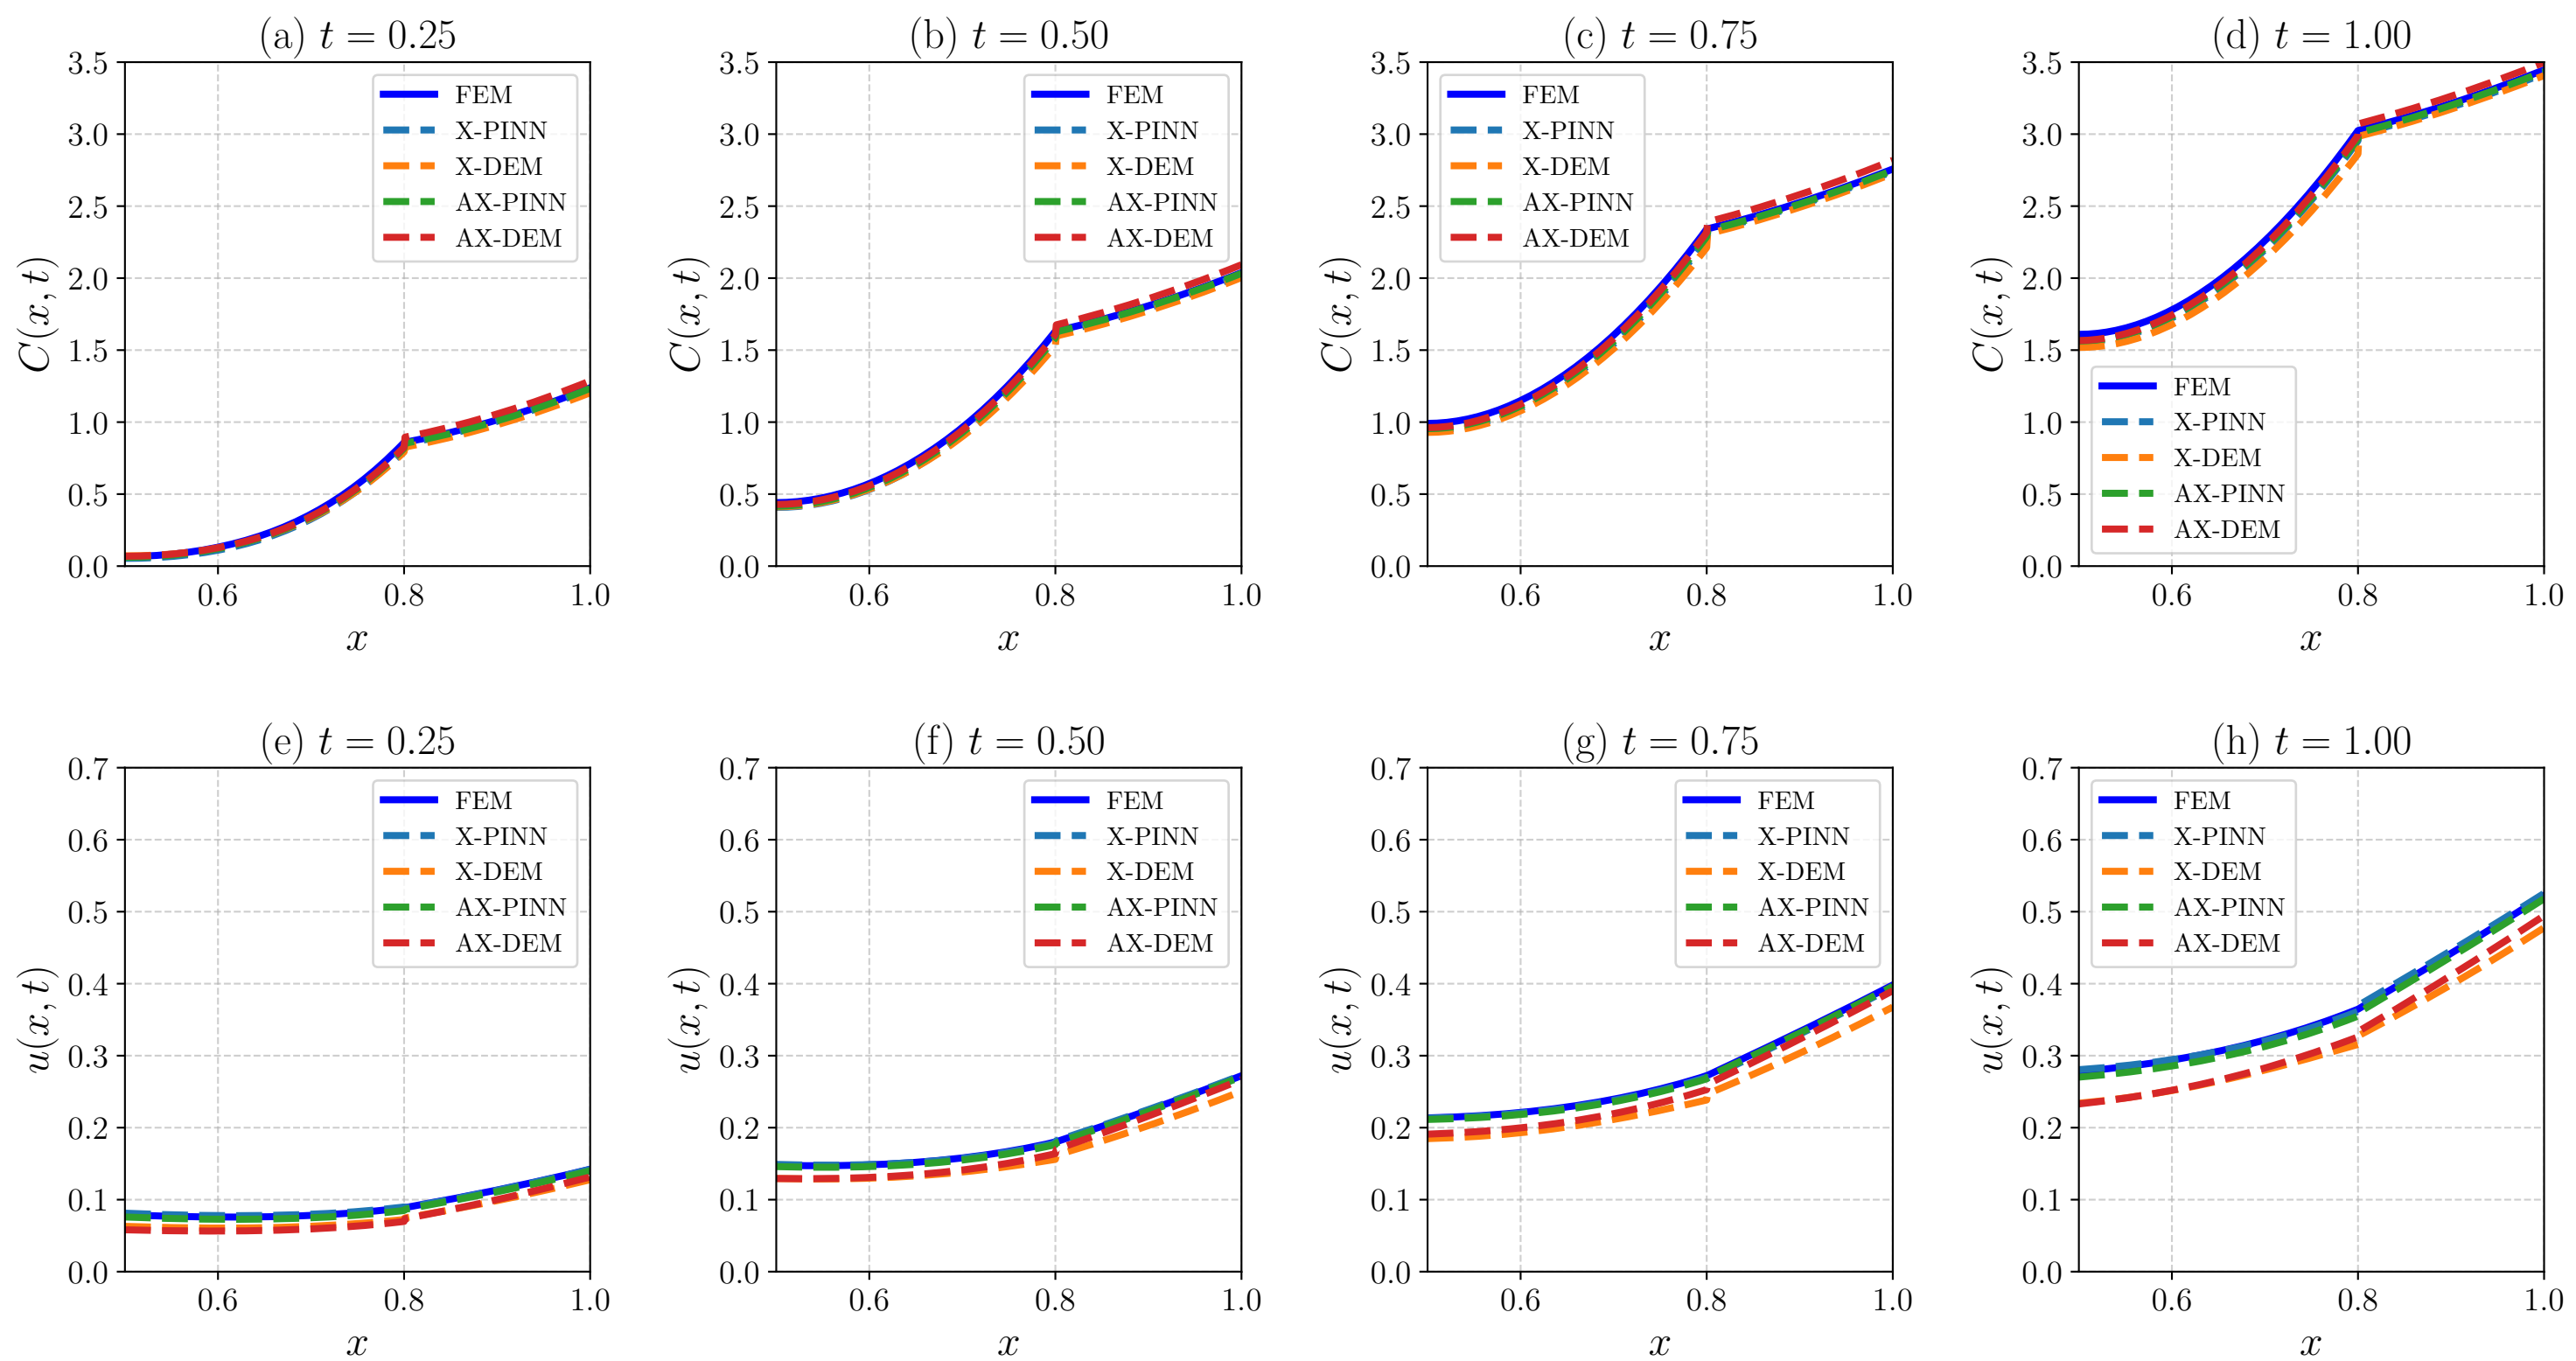 (a) t = 0.25
3.5
3.0
2.5
2.0
1.5
1.0
0.5
0.0
C(x, t)
FEM
X-PINN
X-DEM
AX-PINN
AX-DEM
0.6 0.8 1.0
x
(b) t = 0.50
3.5
3.0
2.5
2.0
1.5
1.0
0.5
0.0
C(x, t)
FEM
X-PINN
X-DEM
AX-PINN
AX-DEM
0.6 0.8 1.0
x
(c) t = 0.75
3.5
3.0
2.5
2.0
1.5
1.0
0.5
0.0
C(x, t)
FEM
X-PINN
X-DEM
AX-PINN
AX-DEM
0.6 0.8 1.0
x
(d) t = 1.00
3.5
3.0
2.5
2.0
1.5
1.0
0.5
0.0
C(x, t)
FEM
X-PINN
X-DEM
AX-PINN
AX-DEM
0.6 0.8 1.0
x
(e) t = 0.25
0.7
0.6
0.5
0.4
0.3
0.2
0.1
0.0
u(x, t)
FEM
X-PINN
X-DEM
AX-PINN
AX-DEM
0.6 0.8 1.0
x
(f) t = 0.50
0.7
0.6
0.5
0.4
0.3
0.2
0.1
0.0
u(x, t)
FEM
X-PINN
X-DEM
AX-PINN
AX-DEM
0.6 0.8 1.0
x
(g) t = 0.75
0.7
0.6
0.5
0.4
0.3
0.2
0.1
0.0
u(x, t)
FEM
X-PINN
X-DEM
AX-PINN
AX-DEM
0.6 0.8 1.0
x
(h) t = 1.00
0.7
0.6
0.5
0.4
0.3
0.2
0.1
0.0
u(x, t)
FEM
X-PINN
X-DEM
AX-PINN
AX-DEM
0.6 0.8 1.0
x